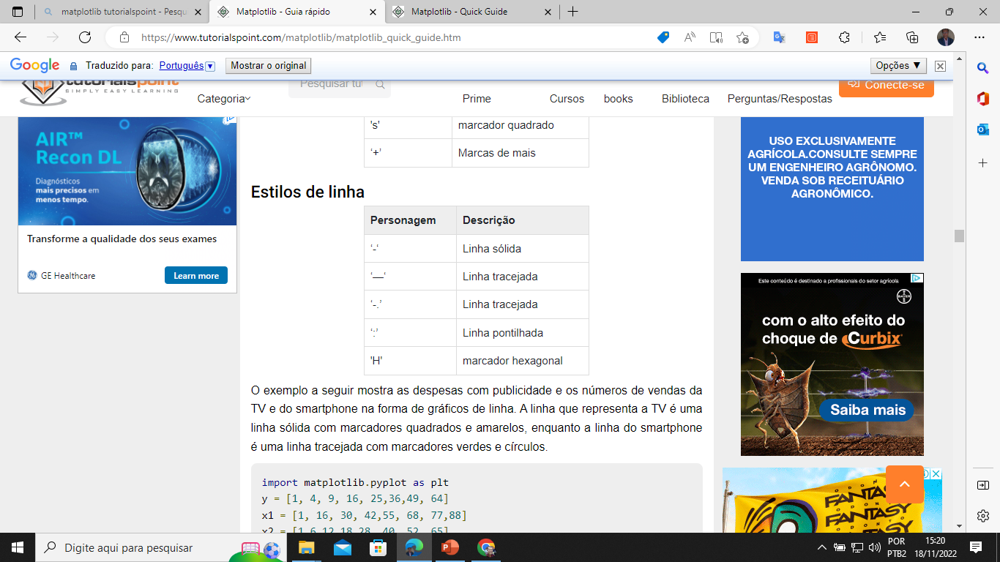 matplotlib tutorialspoint - Pesqu
Matplotlib - Guia rápido
Matplotlib - Quick Guide
https://www.tutorialspoint.com/matplotlib/matplotlib_quick_guide.htm
Google Traduzido para: Português Mostrar o original Opções ▼
tutorialspoint
SIMPLY EASY LEARNING
Categoria
Pesquisar tut
Prime
Cursos
books
Biblioteca
Perguntas/Respostas
Conecte-se
AIR™
Recon DL
Diagnósticos
mais precisos em
menos tempo.
Transforme a qualidade dos seus exames
GE Healthcare
Learn more
's' marcador quadrado
‘+’ Marcas de mais
Estilos de linha
Personagem Descrição
‘-‘ Linha sólida
‘—‘ Linha tracejada
‘-.’ Linha tracejada
‘:’ Linha pontilhada
'H' marcador hexagonal
O exemplo a seguir mostra as despesas com publicidade e os números de vendas da
TV e do smartphone na forma de gráficos de linha. A linha que representa a TV é uma
linha sólida com marcadores quadrados e amarelos, enquanto a linha do smartphone
é uma linha tracejada com marcadores verdes e círculos.
import matplotlib.pyplot as plt
y = [1, 4, 9, 16, 25,36,49, 64]
x1 = [1, 16, 30, 42,55, 68, 77,88]
x2 = [1,6,12,18,28, 40, 52, 65]
USO EXCLUSIVAMENTE
AGRÍCOLA.CONSULTE SEMPRE
UM ENGENHEIRO AGRÔNOMO.
VENDA SOB RECEITUÁRIO
AGRONÔMICO.
Este conteúdo é destinado a profissionais do setor agrícola
BAYER
com o alto efeito do
choque de Curbix
Saiba mais
ODONTO
FANTASY
FANTASY
FANTASY
Digite aqui para pesquisar
POR
PTB2
15:20
18/11/2022